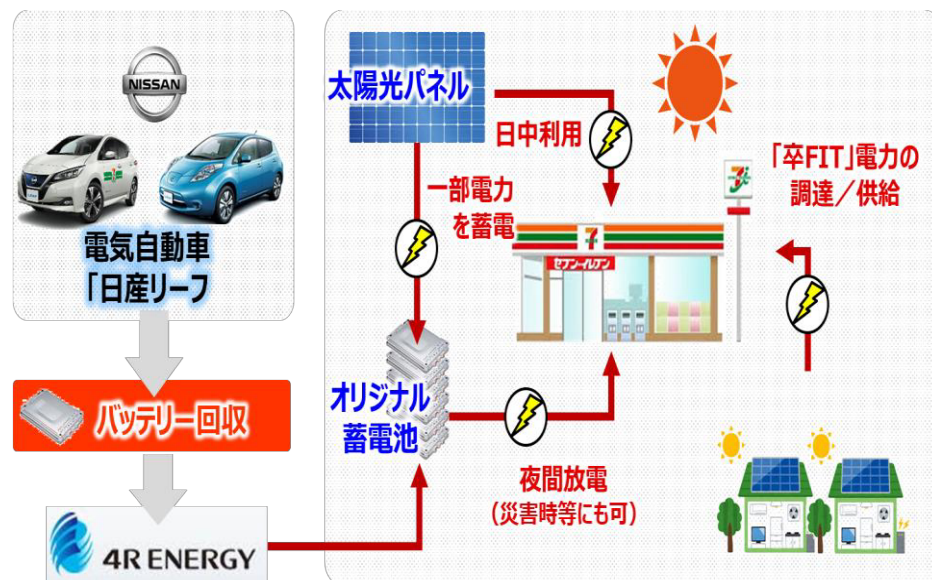 NISSAN
電気自動車
「日産リーフ
バッテリー回収
4R ENERGY
太陽光パネル
日中利用
一部電力
を蓄電
「卒FIT」電力の
調達／供給
7
セブン-イレブン
オリジナル
蓄電池
夜間放電
（災害時等にも可）